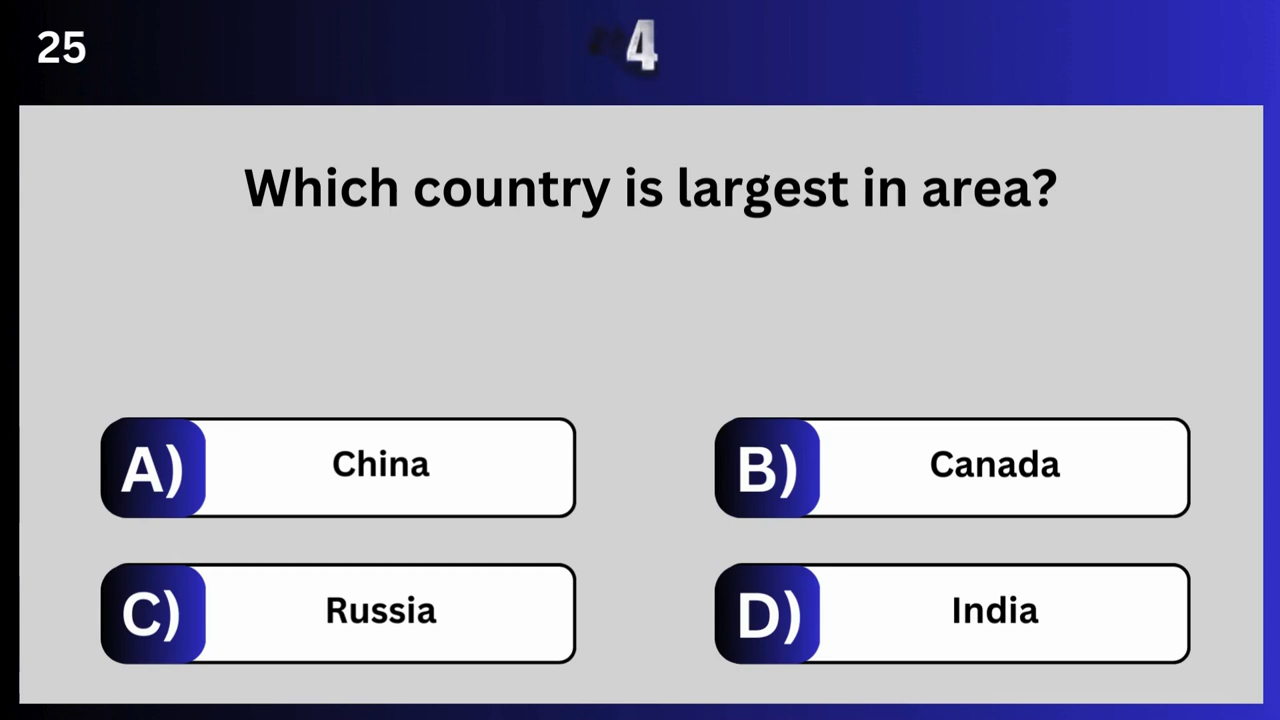 25
4
Which country is largest in area?
A) China
B) Canada
C) Russia
D) India